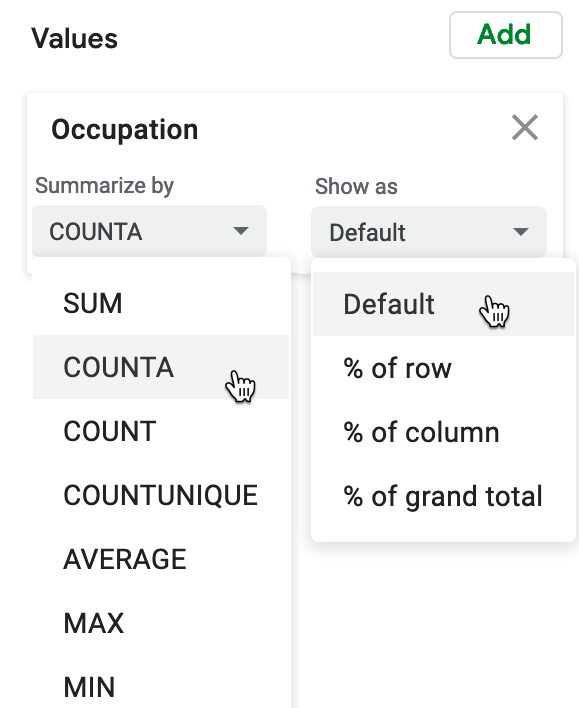 Values
Add
Occupation
Summarize by
Show as
COUNTA
Default
SUM
COUNTA
COUNT
COUNTUNIQUE
AVERAGE
MAX
MIN
Default
% of row
% of column
% of grand total